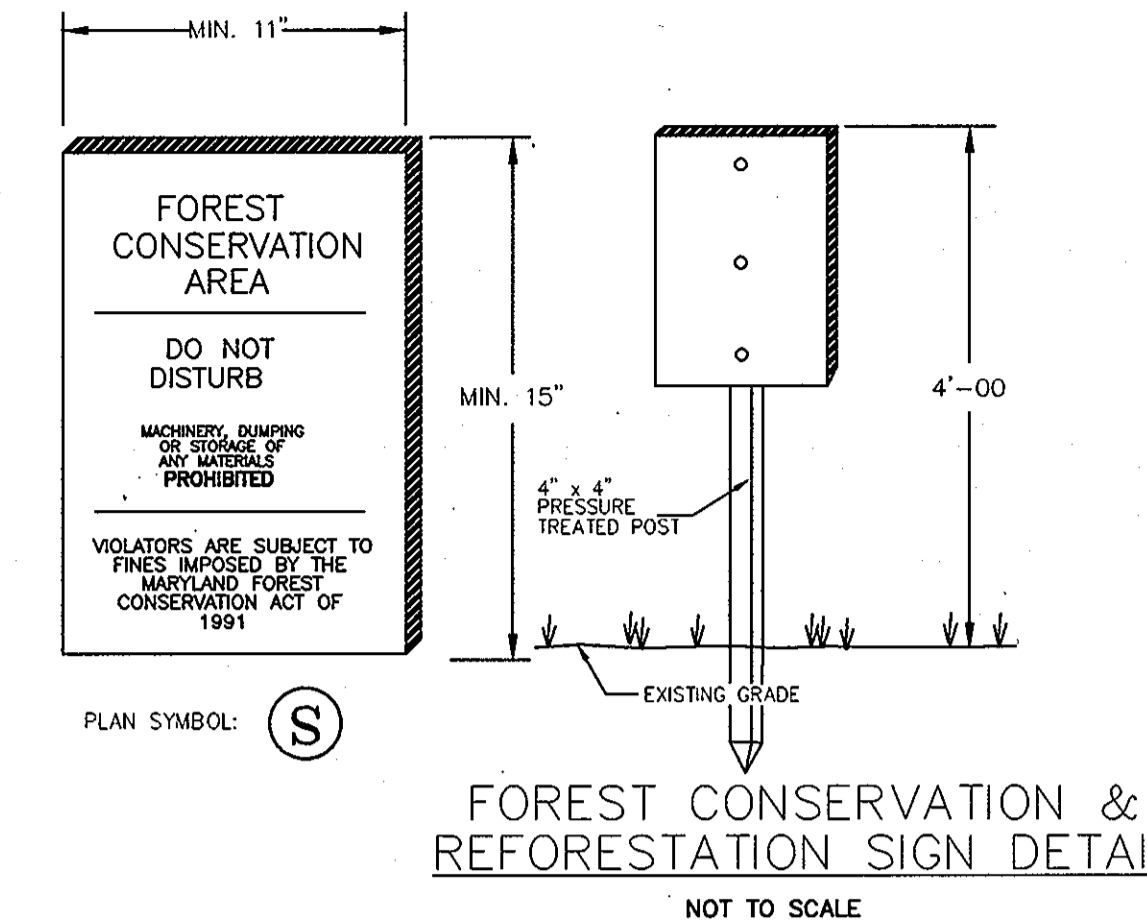 MIN. 11"
FOREST
CONSERVATION
AREA
DO NOT
DISTURB
MACHINERY, DUMPING
OR STORAGE OF
ANY MATERIALS
PROHIBITED
VIOLATORS ARE SUBJECT TO
FINES IMPOSED BY THE
MARYLAND FOREST
CONSERVATION ACT OF
1991
MIN. 15"
4'-00
4" x 4"
PRESSURE
TREATED POST
EXISTING GRADE
PLAN SYMBOL:
S
FOREST CONSERVATION &
REFORESTATION SIGN DETAI
NOT TO SCALE